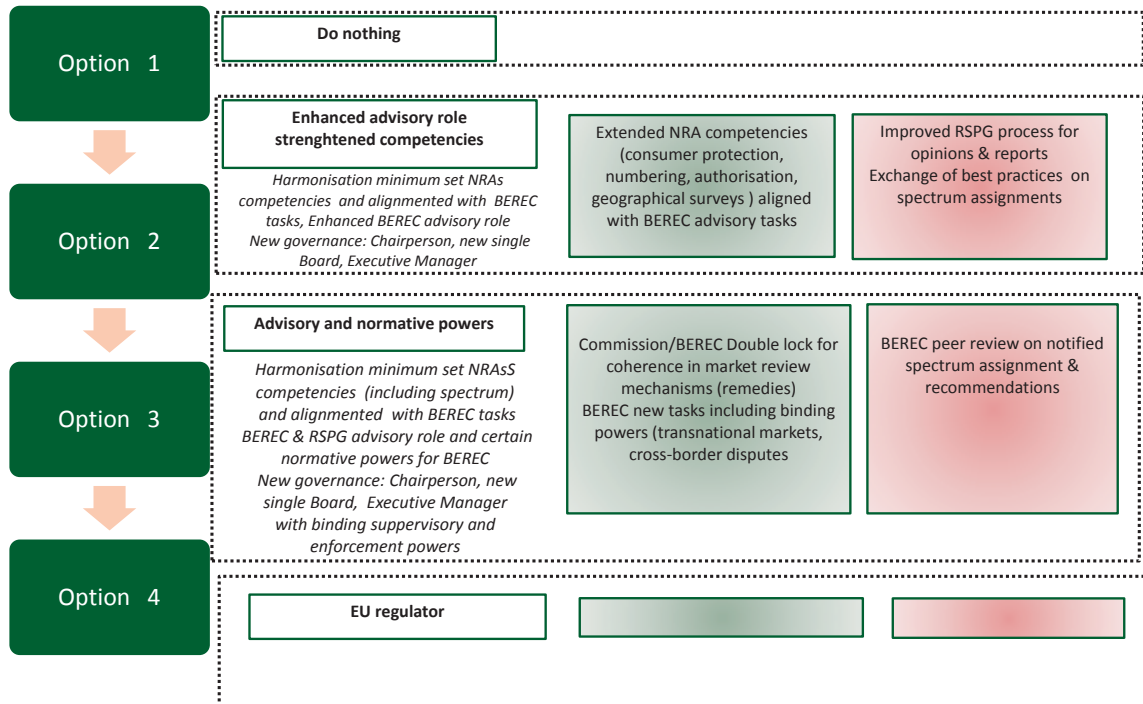 Option 1
Do nothing
Option 2
Enhanced advisory role
strenghtened competencies
Harmonisation minimum set NRAs
competencies and alignmented with BEREC
tasks, Enhanced BEREC advisory role
New governance: Chairperson, new single
Board, Executive Manager
Extended NRA competencies
(consumer protection,
numbering, authorisation,
geographical surveys ) aligned
with BEREC advisory tasks
Improved RSPG process for
opinions & reports
Exchange of best practices on
spectrum assignments
Option 3
Advisory and normative powers
Harmonisation minimum set NRAsS
competencies (including spectrum)
and alignmented with BEREC tasks
BEREC & RSPG advisory role and certain
normative powers for BEREC
New governance: Chairperson, new
single Board, Executive Manager
with binding suppervisory and
enforcement powers
Commission/BEREC Double lock for
coherence in market review
mechanisms (remedies)
BEREC new tasks including binding
powers (transnational markets,
cross-border disputes
BEREC peer review on notified
spectrum assignment &
recommendations
Option 4
EU regulator